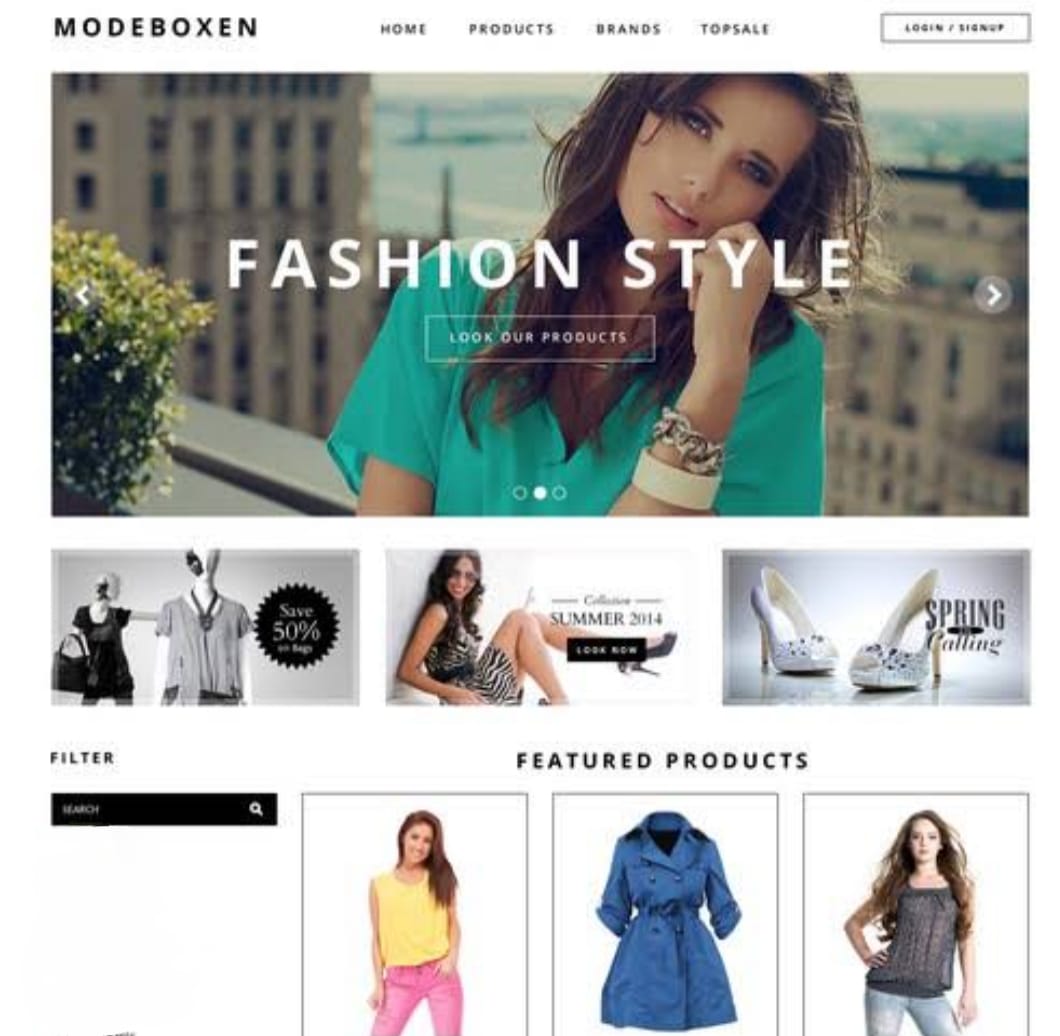 MODEBOXEN
HOME
PRODUCTS
BRANDS
TOPSALE
LOGIN / SIGNUP
FASHION STYLE
LOOK OUR PRODUCTS
Save
50%
on Bags
Collection
SUMMER 2014
LOOK NOW
SPRING
Calling
FILTER
FEATURED PRODUCTS
SEARCH